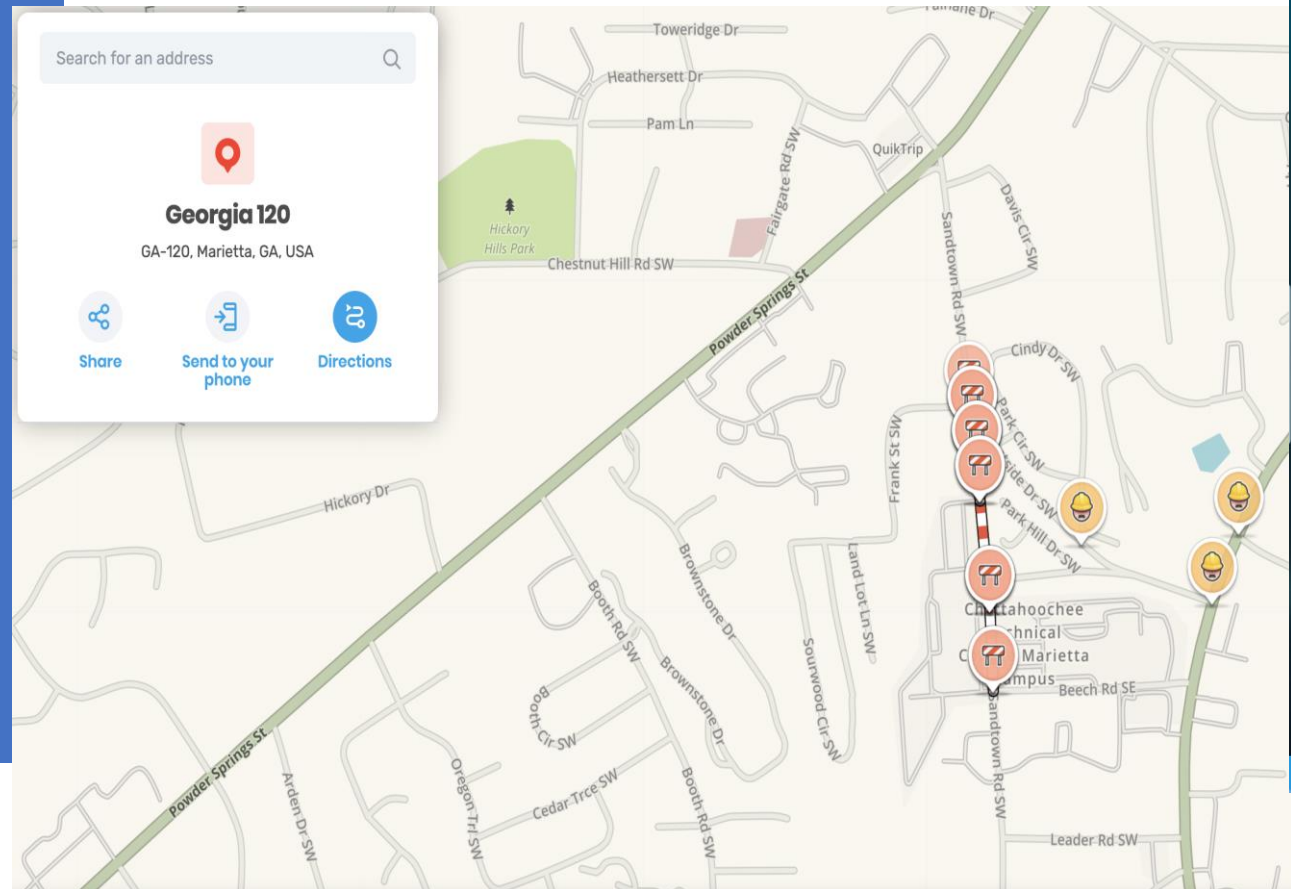 Search for an address
Georgia 120
GA-120, Marietta, GA, USA
Share
Send to your
phone
Directions
Toweridge Dr
Heathersett Dr
Pam Ln
QuikTrip
Fairgate Rd SW
Davis Cir SW
Hickory
Hills Park
Chestnut Hill Rd SW
Sandtown Rd SW
Powder Springs St
Cindy Dr SW
Park Cir SW
Frank St SW
Dr SW
Park Hill Dr SW
Hickory Dr
Brownstone Dr
Land Lot Ln SW
Booth Rd SW
Sourwood Cir SW
Marietta
Beech Rd SE
Brownstone Dr
Booth Cir SW
Sandtown Rd SW
Powder Springs St
Arden Dr SW
Oregon Trl SW
Cedar Trce SW
Booth Rd SW
Leader Rd SW